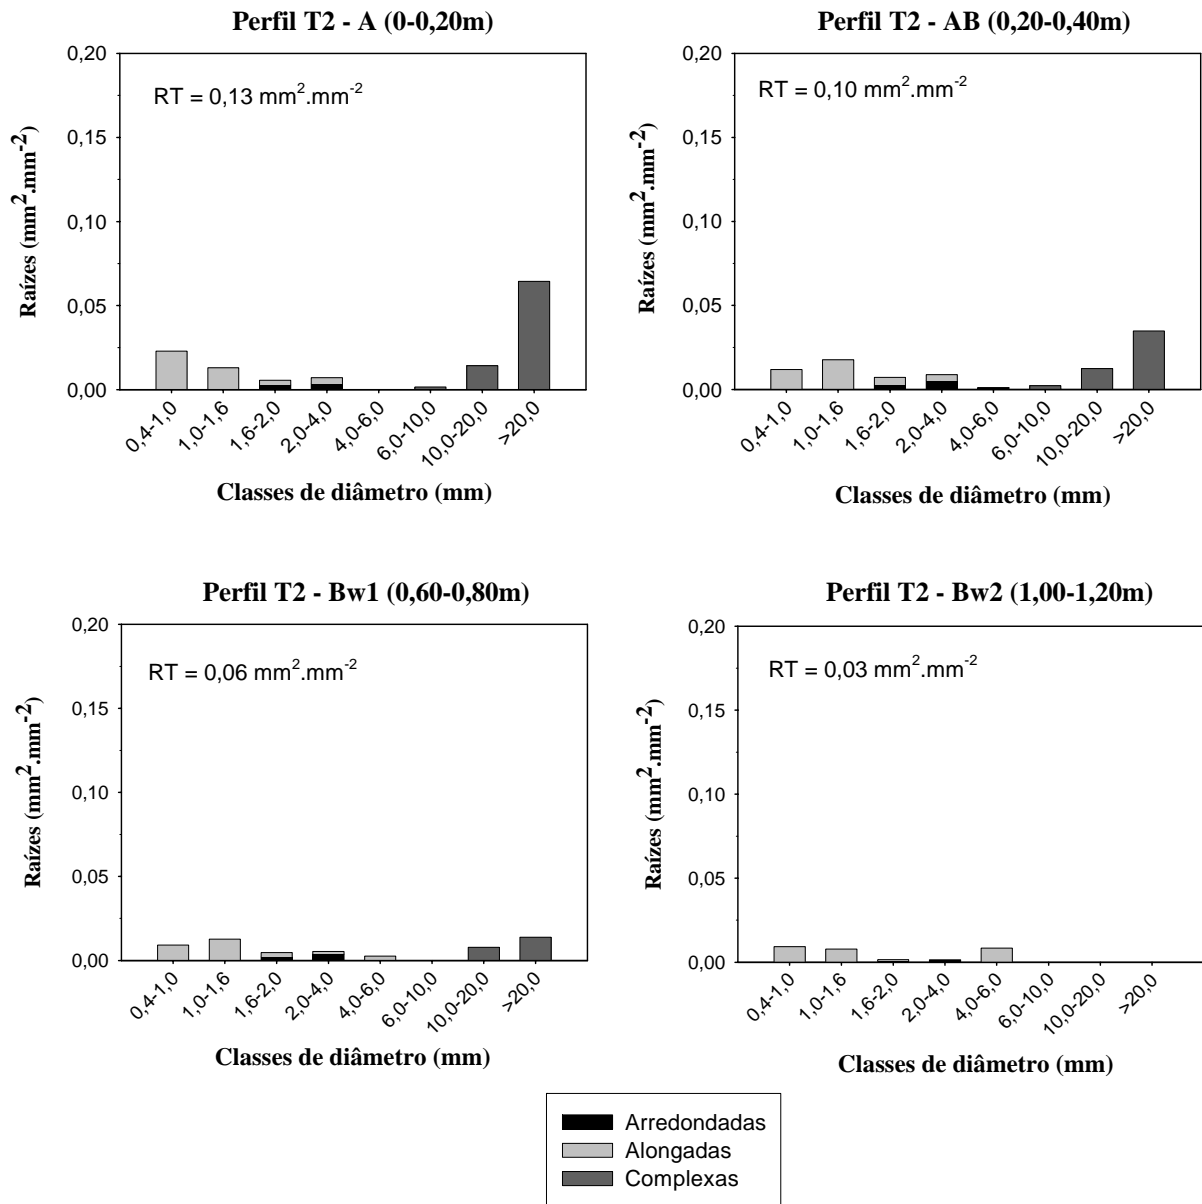 Perfil T2 - A (0-0,20m)
RT = 0,13 mm².mm⁻²
Raízes (mm².mm⁻²)
0,20
0,15
0,10
0,05
0,00
0,4-1,0
1,0-1,6
1,6-2,0
2,0-4,0
4,0-6,0
6,0-10,0
10,0-20,0
>20,0
Classes de diâmetro (mm)
Perfil T2 - AB (0,20-0,40m)
RT = 0,10 mm².mm⁻²
Raízes (mm².mm⁻²)
0,20
0,15
0,10
0,05
0,00
0,4-1,0
1,0-1,6
1,6-2,0
2,0-4,0
4,0-6,0
6,0-10,0
10,0-20,0
>20,0
Classes de diâmetro (mm)
Perfil T2 - Bw1 (0,60-0,80m)
RT = 0,06 mm².mm⁻²
Raízes (mm².mm⁻²)
0,20
0,15
0,10
0,05
0,00
0,4-1,0
1,0-1,6
1,6-2,0
2,0-4,0
4,0-6,0
6,0-10,0
10,0-20,0
>20,0
Classes de diâmetro (mm)
Perfil T2 - Bw2 (1,00-1,20m)
RT = 0,03 mm².mm⁻²
Raízes (mm².mm⁻²)
0,20
0,15
0,10
0,05
0,00
0,4-1,0
1,0-1,6
1,6-2,0
2,0-4,0
4,0-6,0
6,0-10,0
10,0-20,0
>20,0
Classes de diâmetro (mm)
Arredondadas
Alongadas
Complexas